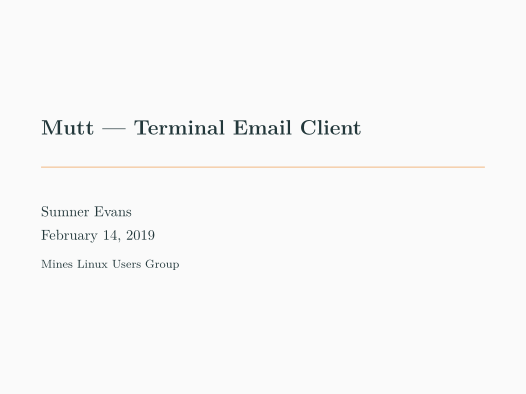 Mutt — Terminal Email Client
Sumner Evans
February 14, 2019
Mines Linux Users Group